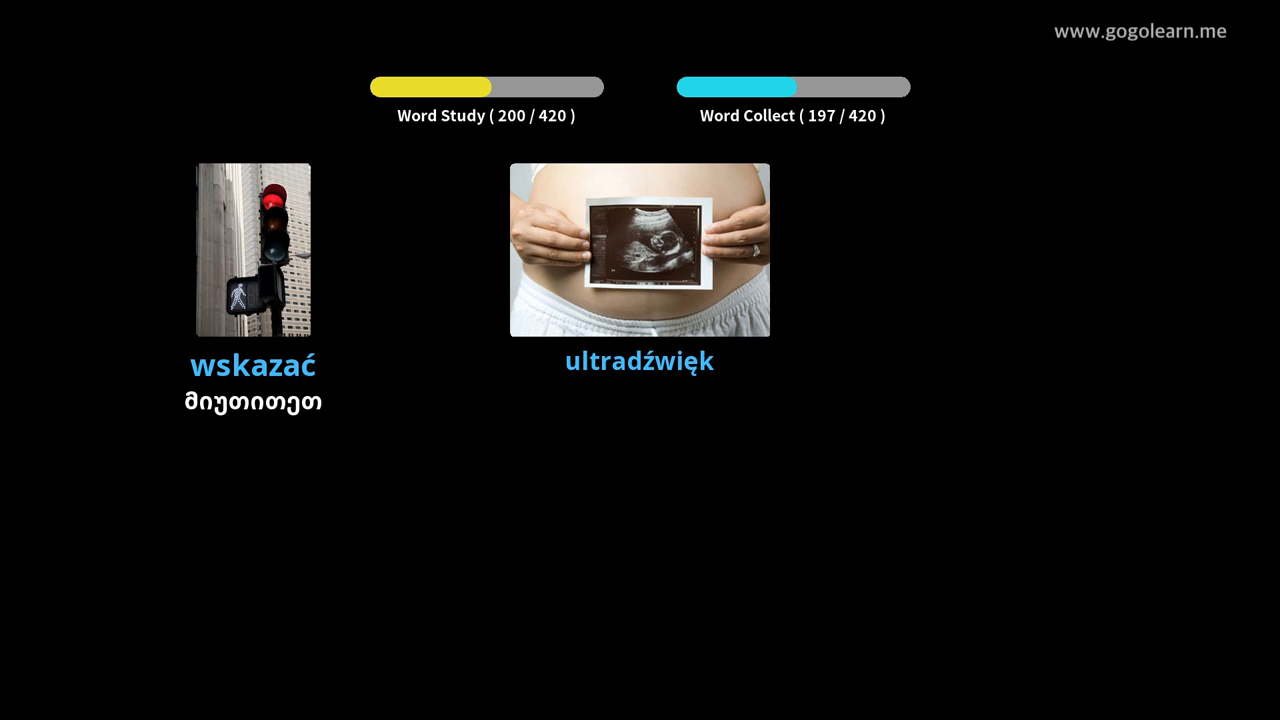 www.gogolearn.me
Word Study ( 200 / 420 )
Word Collect ( 197 / 420 )
wskazać
მიუთითეთ
ultradźwięk